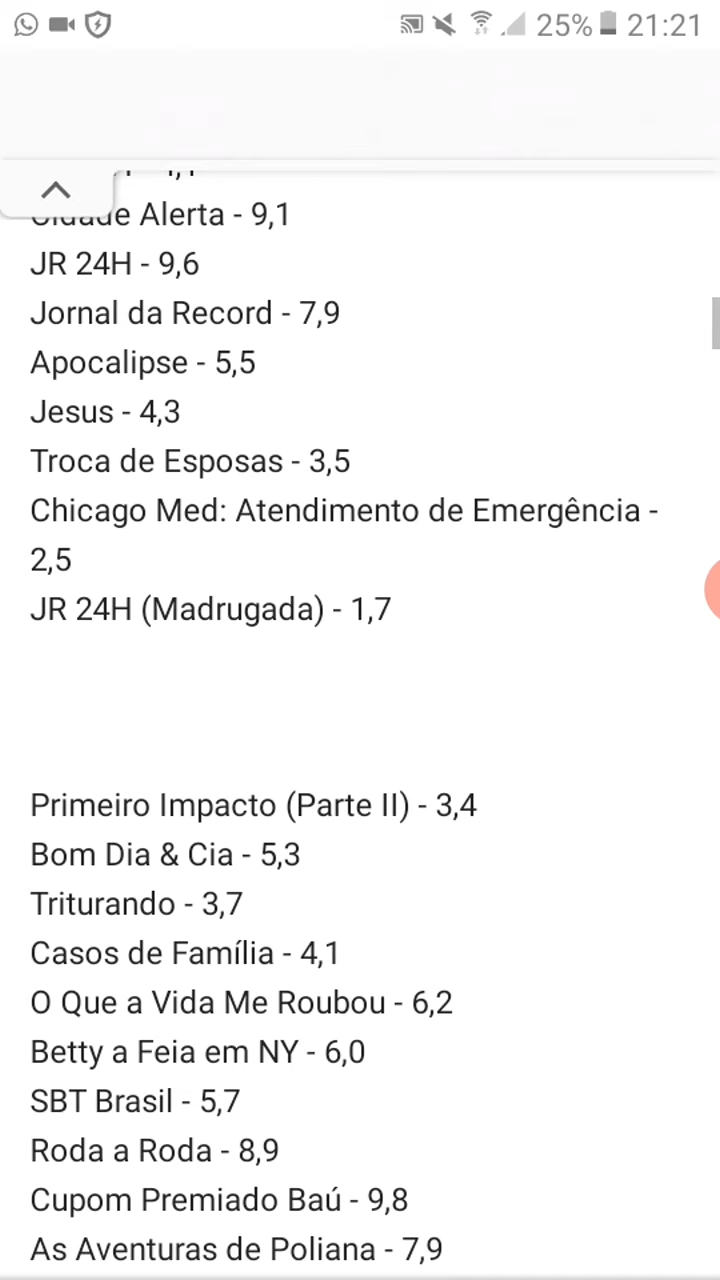 25% 21:21
Cidade Alerta - 9,1
JR 24H - 9,6
Jornal da Record - 7,9
Apocalipse - 5,5
Jesus - 4,3
Troca de Esposas - 3,5
Chicago Med: Atendimento de Emergência -
2,5
JR 24H (Madrugada) - 1,7
Primeiro Impacto (Parte II) - 3,4
Bom Dia & Cia - 5,3
Triturando - 3,7
Casos de Família - 4,1
O Que a Vida Me Roubou - 6,2
Betty a Feia em NY - 6,0
SBT Brasil - 5,7
Roda a Roda - 8,9
Cupom Premiado Baú - 9,8
As Aventuras de Poliana - 7,9